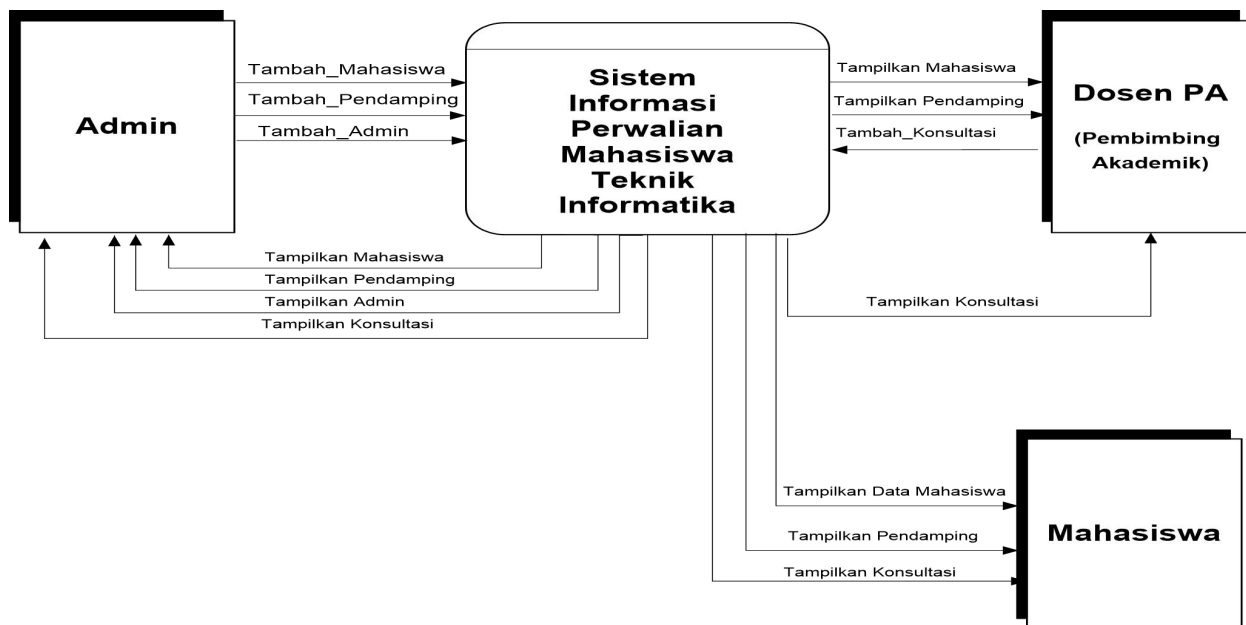 Admin
Tambah_Mahasiswa
Tambah_Pendamping
Tambah_Admin
Sistem
Informasi
Perwalian
Mahasiswa
Teknik
Informatika
Tampilkan Mahasiswa
Tampilkan Pendamping
Tambah_Konsultasi
Dosen PA
(Pembimbing
Akademik)
Tampilkan Mahasiswa
Tampilkan Pendamping
Tampilkan Admin
Tampilkan Konsultasi
Tampilkan Konsultasi
Tampilkan Data Mahasiswa
Tampilkan Pendamping
Tampilkan Konsultasi
Mahasiswa